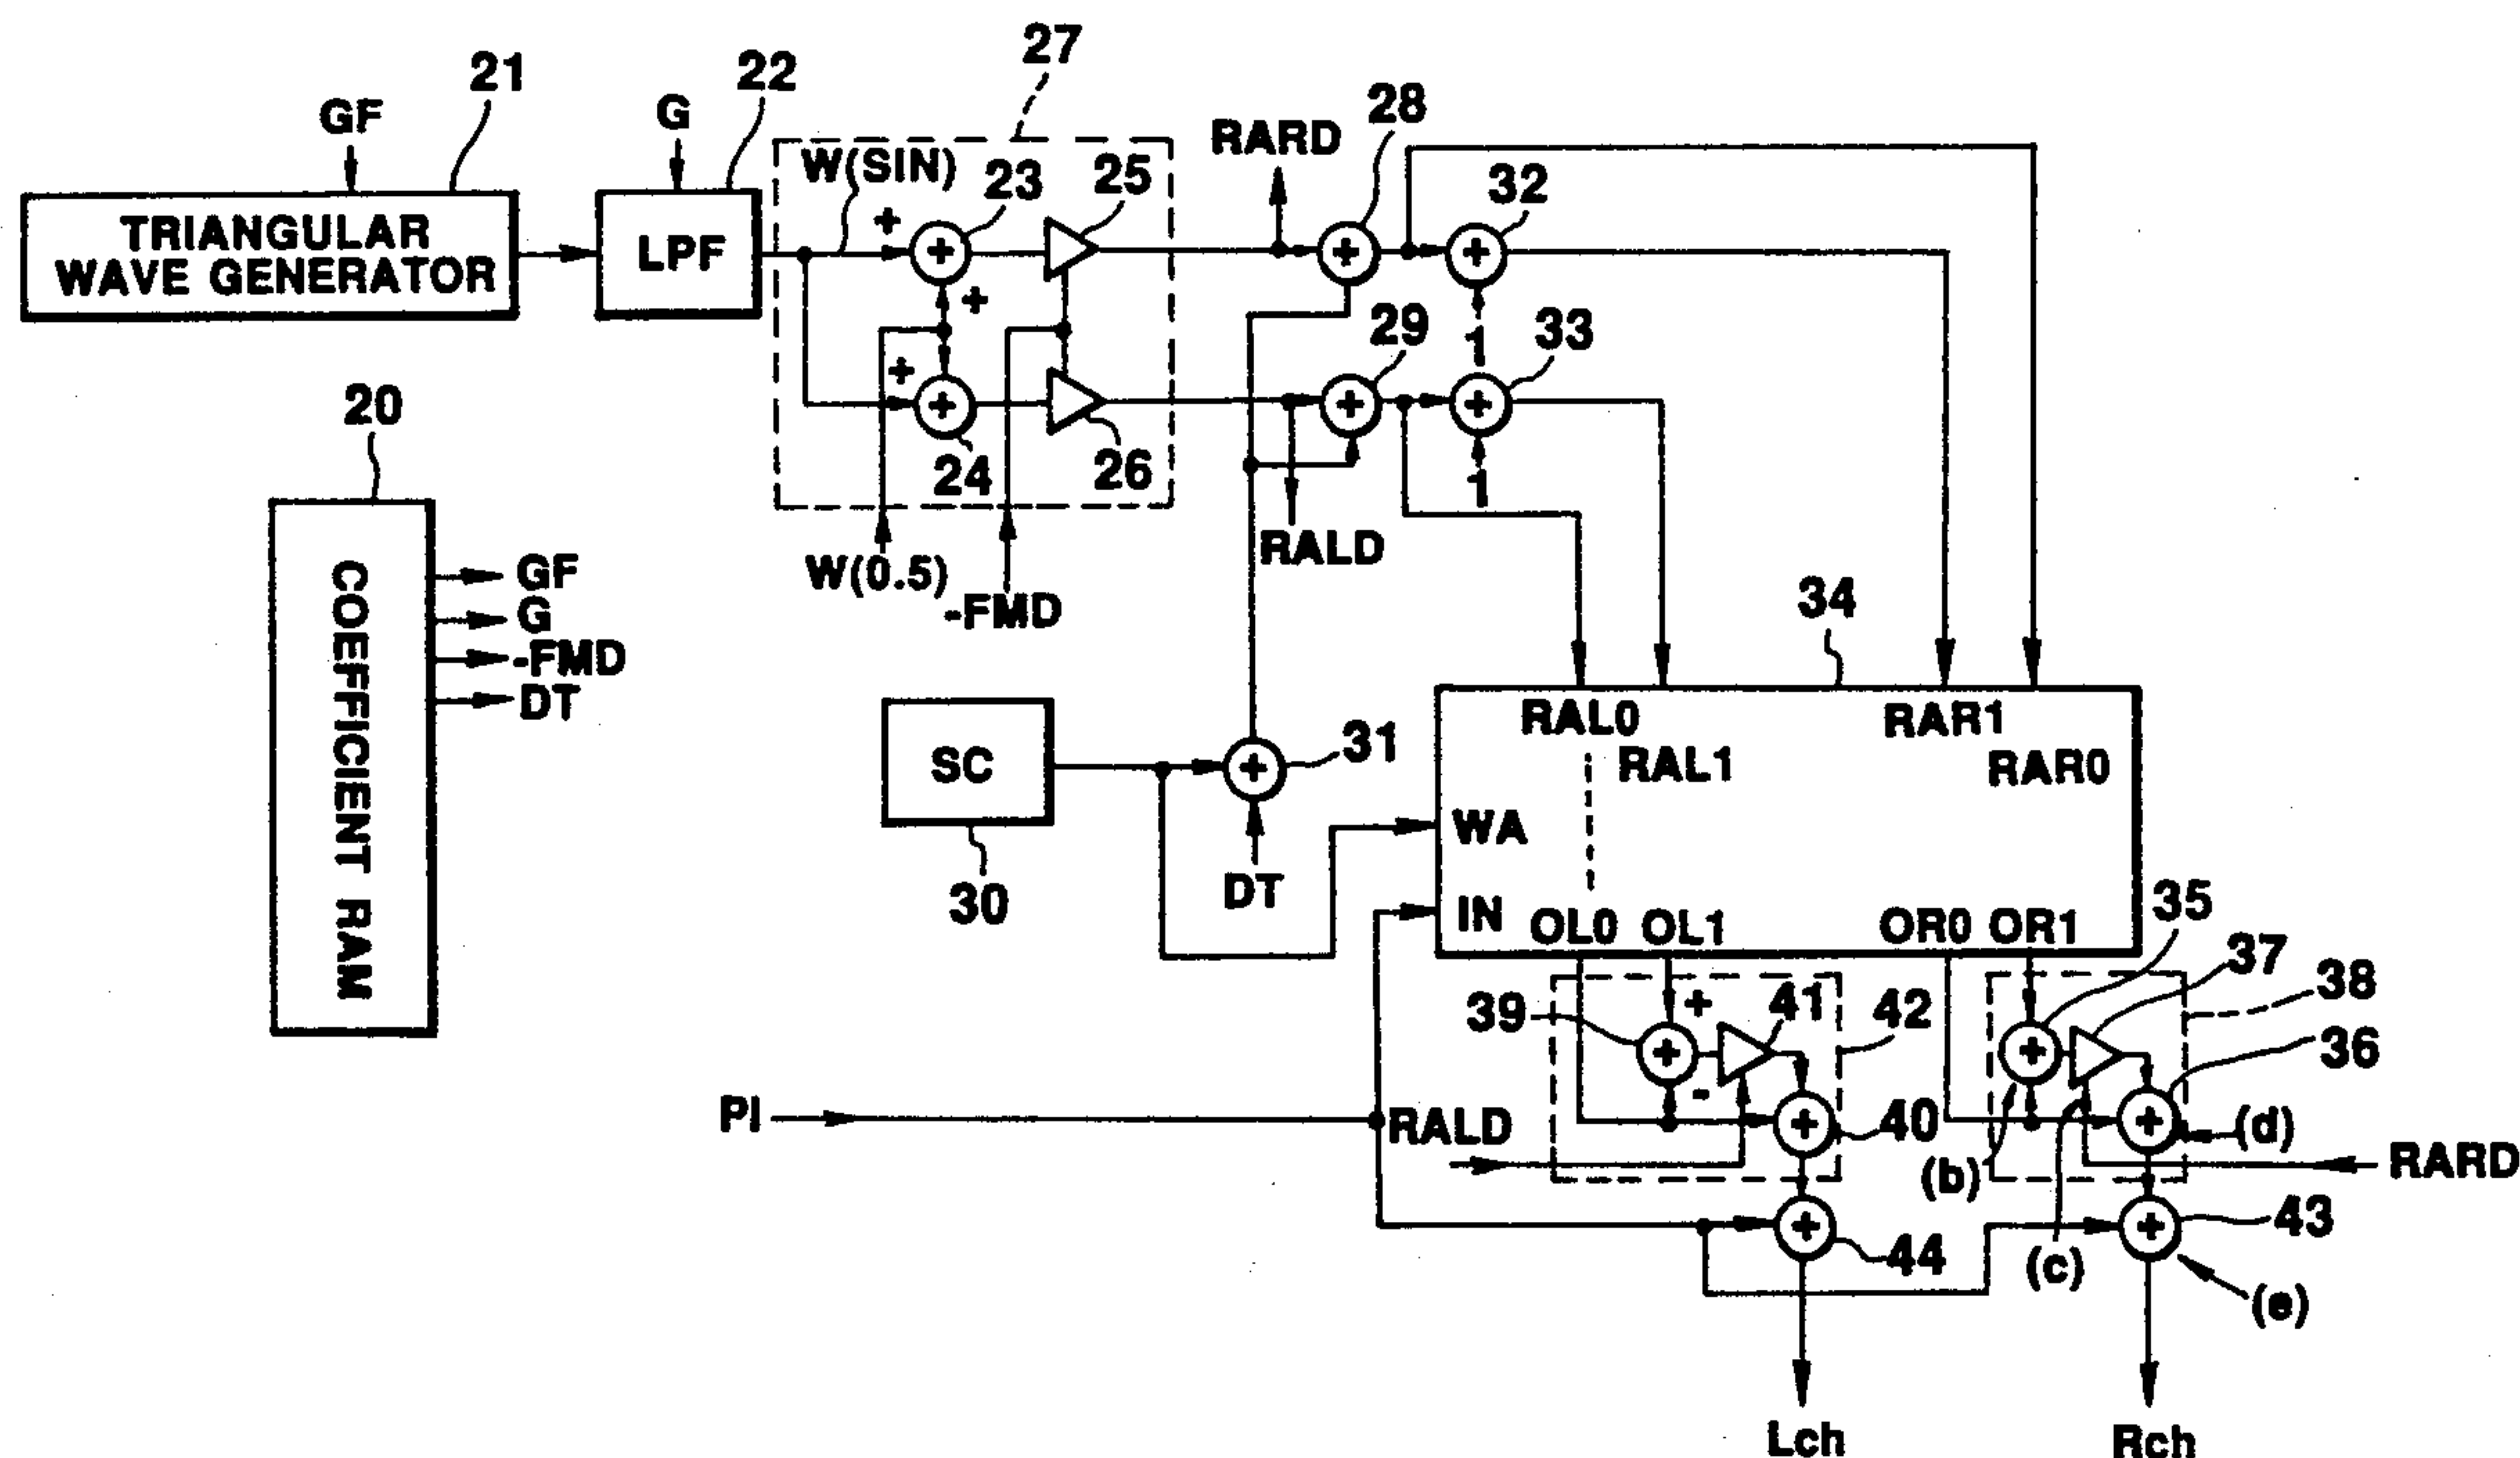 27
21
22
GF
G
28
RARD
W(SIN)
23
25
32
+
TRIANGULAR
WAVE GENERATOR
LPF
+
+
+
+
+
29
1
33
+
20
+
+
+
24
26
1
W(0.5)
-FMD
RALD
COEFFICIENT RAM
GF
G
-FMD
DT
34
SC
30
+
31
DT
RAL0
RAL1
RAR1
RAR0
WA
IN
OL0
OL1
OR0
OR1
35
37
38
39
+
41
42
+
+
36
-
PI
RALD
+
40
+
(d)
(b)
RARD
+
44
+
43
(c)
(e)
Lch
Rch